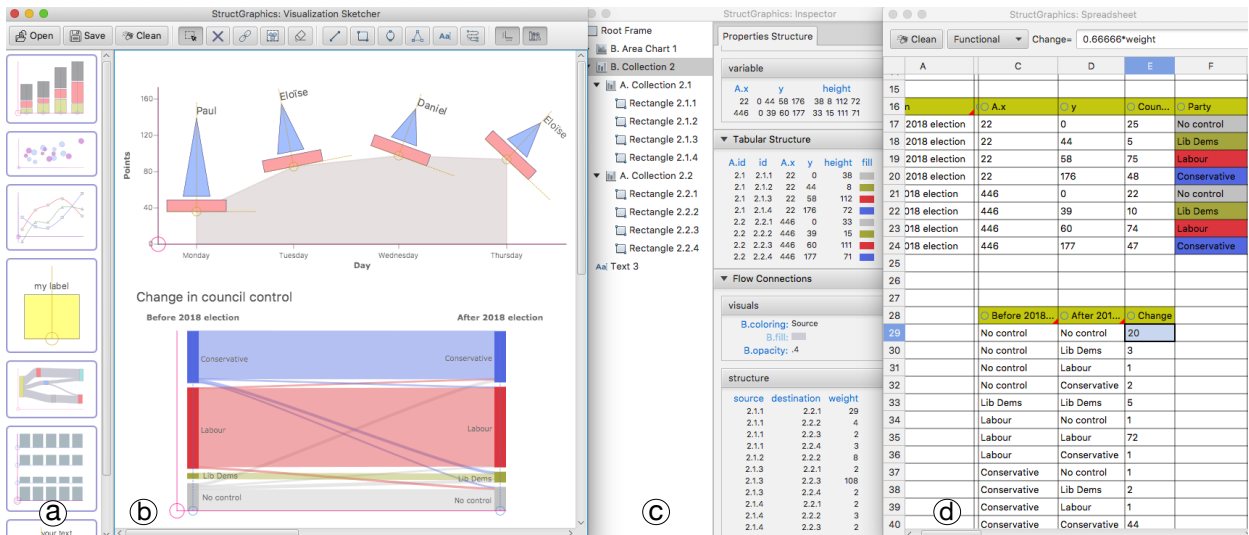 StructGraphics: Visualization Sketcher
Open Save Clean Aa
my label
your text
a
160
120
80
40
0
Points
Paul
Eloïse
Daniel
Eloïse
Monday Tuesday Wednesday Thursday
Day
Change in council control
Before 2018 election After 2018 election
Conservative Conservative
Labour Labour
Lib Dems Lib Dems
No control No control
b
StructGraphics: Inspector
Root Frame
B. Area Chart 1
B. Collection 2
A. Collection 2.1
Rectangle 2.1.1
Rectangle 2.1.2
Rectangle 2.1.3
Rectangle 2.1.4
A. Collection 2.2
Rectangle 2.2.1
Rectangle 2.2.2
Rectangle 2.2.3
Rectangle 2.2.4
Aa Text 3
c
Properties Structure
variable
A.x y height
22 0 44 58 176 38 8 112 72
446 0 39 60 177 33 15 111 71
Tabular Structure
A.id id A.x y height fill
2.1 2.1.1 22 0 38
2.1 2.1.2 22 44 8
2.1 2.1.3 22 58 112
2.1 2.1.4 22 176 72
2.2 2.2.1 446 0 33
2.2 2.2.2 446 39 15
2.2 2.2.3 446 60 111
2.2 2.2.4 446 177 71
Flow Connections
visuals
B.coloring: Source
B.fill:
B.opacity: .4
structure
source destination weight
2.1.1 2.2.1 29
2.1.1 2.2.2 4
2.1.1 2.2.3 2
2.1.1 2.2.4 3
2.1.2 2.2.2 8
2.1.3 2.2.1 2
2.1.3 2.2.3 108
2.1.3 2.2.4 2
2.1.4 2.2.1 2
2.1.4 2.2.2 3
2.1.4 2.2.3 2
StructGraphics: Spreadsheet
Clean Functional Change= 0.66666*weight
A C D E F
15
16 n A.x y Coun... Party
17 2018 election 22 0 25 No control
18 2018 election 22 44 5 Lib Dems
19 2018 election 22 58 75 Labour
20 2018 election 22 176 48 Conservative
21 018 election 446 0 22 No control
22 018 election 446 39 10 Lib Dems
23 018 election 446 60 74 Labour
24 018 election 446 177 47 Conservative
25
26
27
28 Before 2018... After 201... Change
29 No control No control 20
30 No control Lib Dems 3
31 No control Labour 1
32 No control Conservative 2
33 Lib Dems Lib Dems 5
34 Labour No control 1
35 Labour Labour 72
36 Labour Conservative 1
37 Conservative No control 1
38 Conservative Lib Dems 2
39 Conservative Labour 1
40 Conservative Conservative 44
d